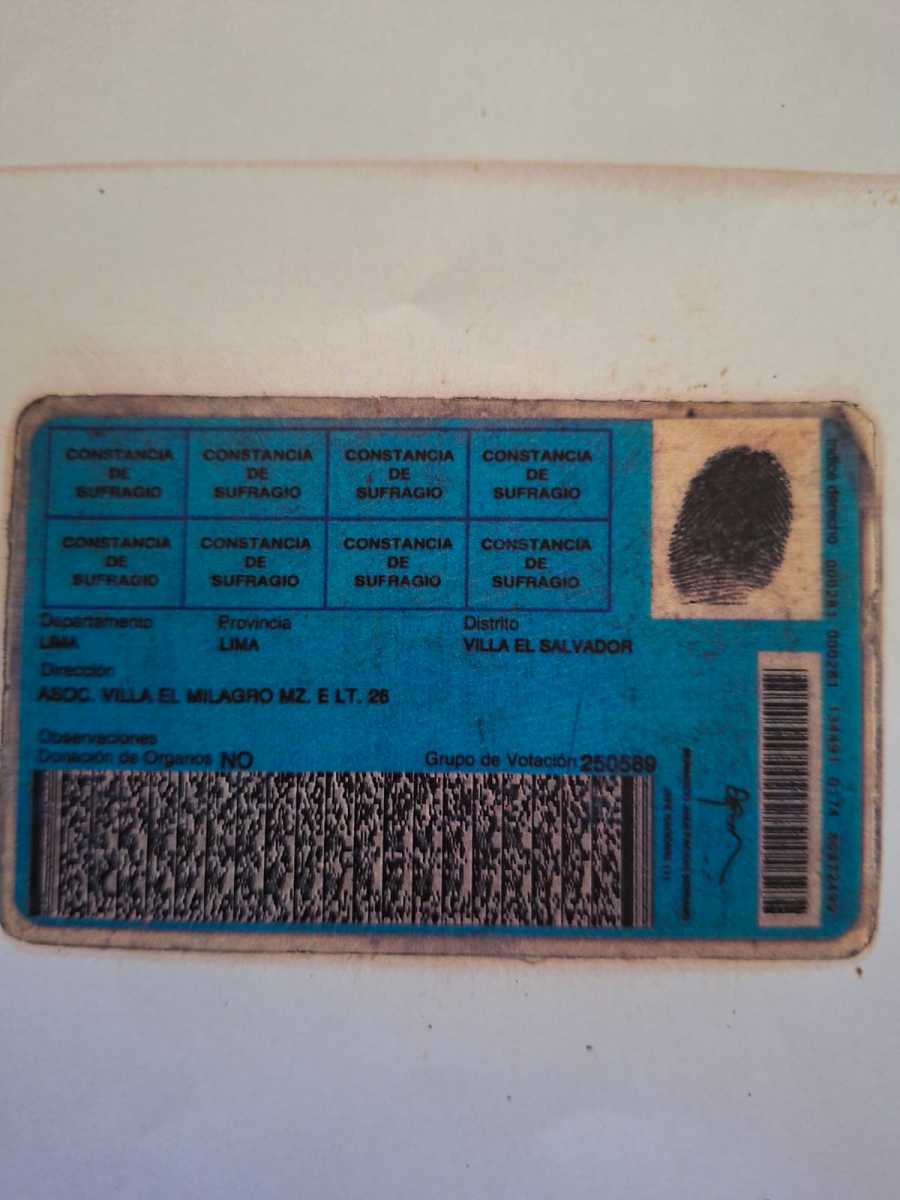 CONSTANCIA DE SUFRAGIO
CONSTANCIA DE SUFRAGIO
CONSTANCIA DE SUFRAGIO
CONSTANCIA DE SUFRAGIO
CONSTANCIA DE SUFRAGIO
CONSTANCIA DE SUFRAGIO
CONSTANCIA DE SUFRAGIO
CONSTANCIA DE SUFRAGIO
Departamento Provincia Distrito
LIMA LIMA VILLA EL SALVADOR
Dirección
ASOC. VILLA EL MILAGRO MZ. E LT. 26
Observaciones
Donación de Organos NO Grupo de Votación 250589
Indice derecho